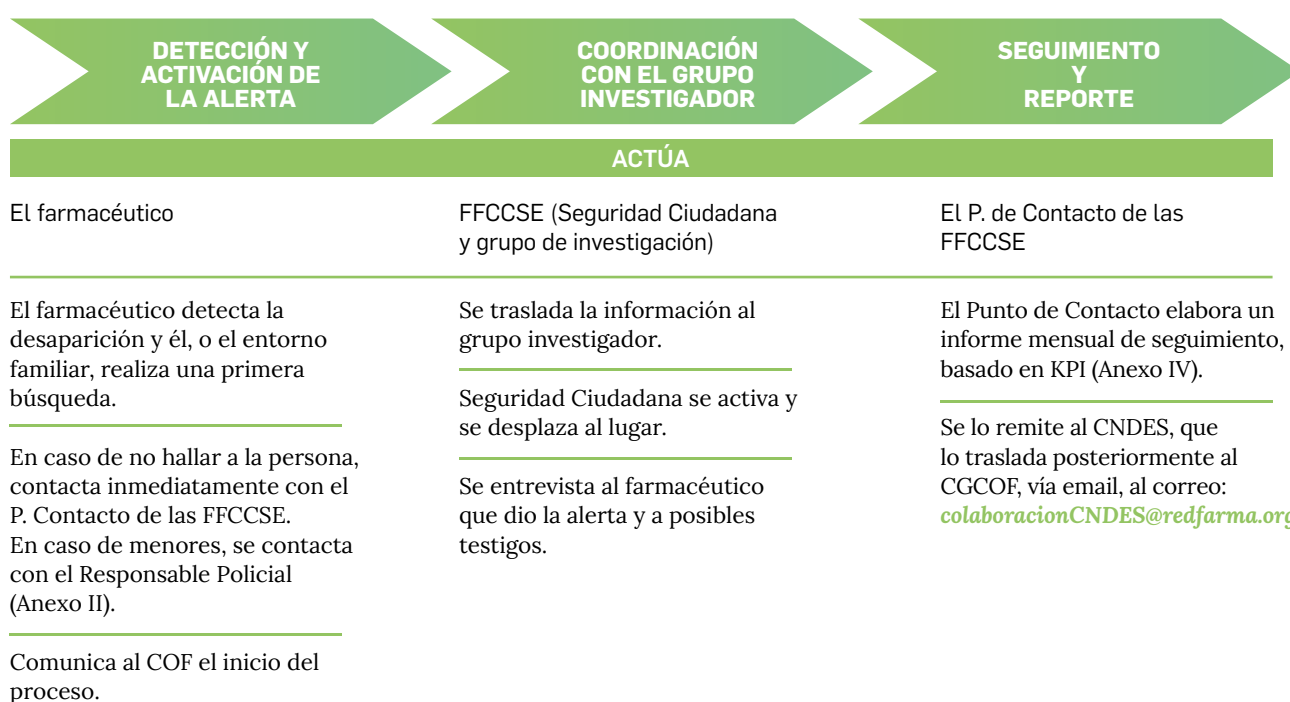 DETECCIÓN Y
ACTIVACIÓN DE
LA ALERTA
COORDINACIÓN
CON EL GRUPO
INVESTIGADOR
SEGUIMIENTO
Y
REPORTE
ACTÚA
El farmacéutico
FFCCSE (Seguridad Ciudadana
y grupo de investigación)
El P. de Contacto de las
FFCCSE
El farmacéutico detecta la
desaparición y él, o el entorno
familiar, realiza una primera
búsqueda.
En caso de no hallar a la persona,
contacta inmediatamente con el
P. Contacto de las FFCCSE.
En caso de menores, se contacta
con el Responsable Policial
(Anexo II).
Comunica al COF el inicio del
proceso.
Se traslada la información al
grupo investigador.
Seguridad Ciudadana se activa y
se desplaza al lugar.
Se entrevista al farmacéutico
que dio la alerta y a posibles
testigos.
El Punto de Contacto elabora un
informe mensual de seguimiento,
basado en KPI (Anexo IV).
Se lo remite al CNDES, que
lo traslada posteriormente al
CGCOF, vía email, al correo:
colaboracionCNDES@redfarma.org